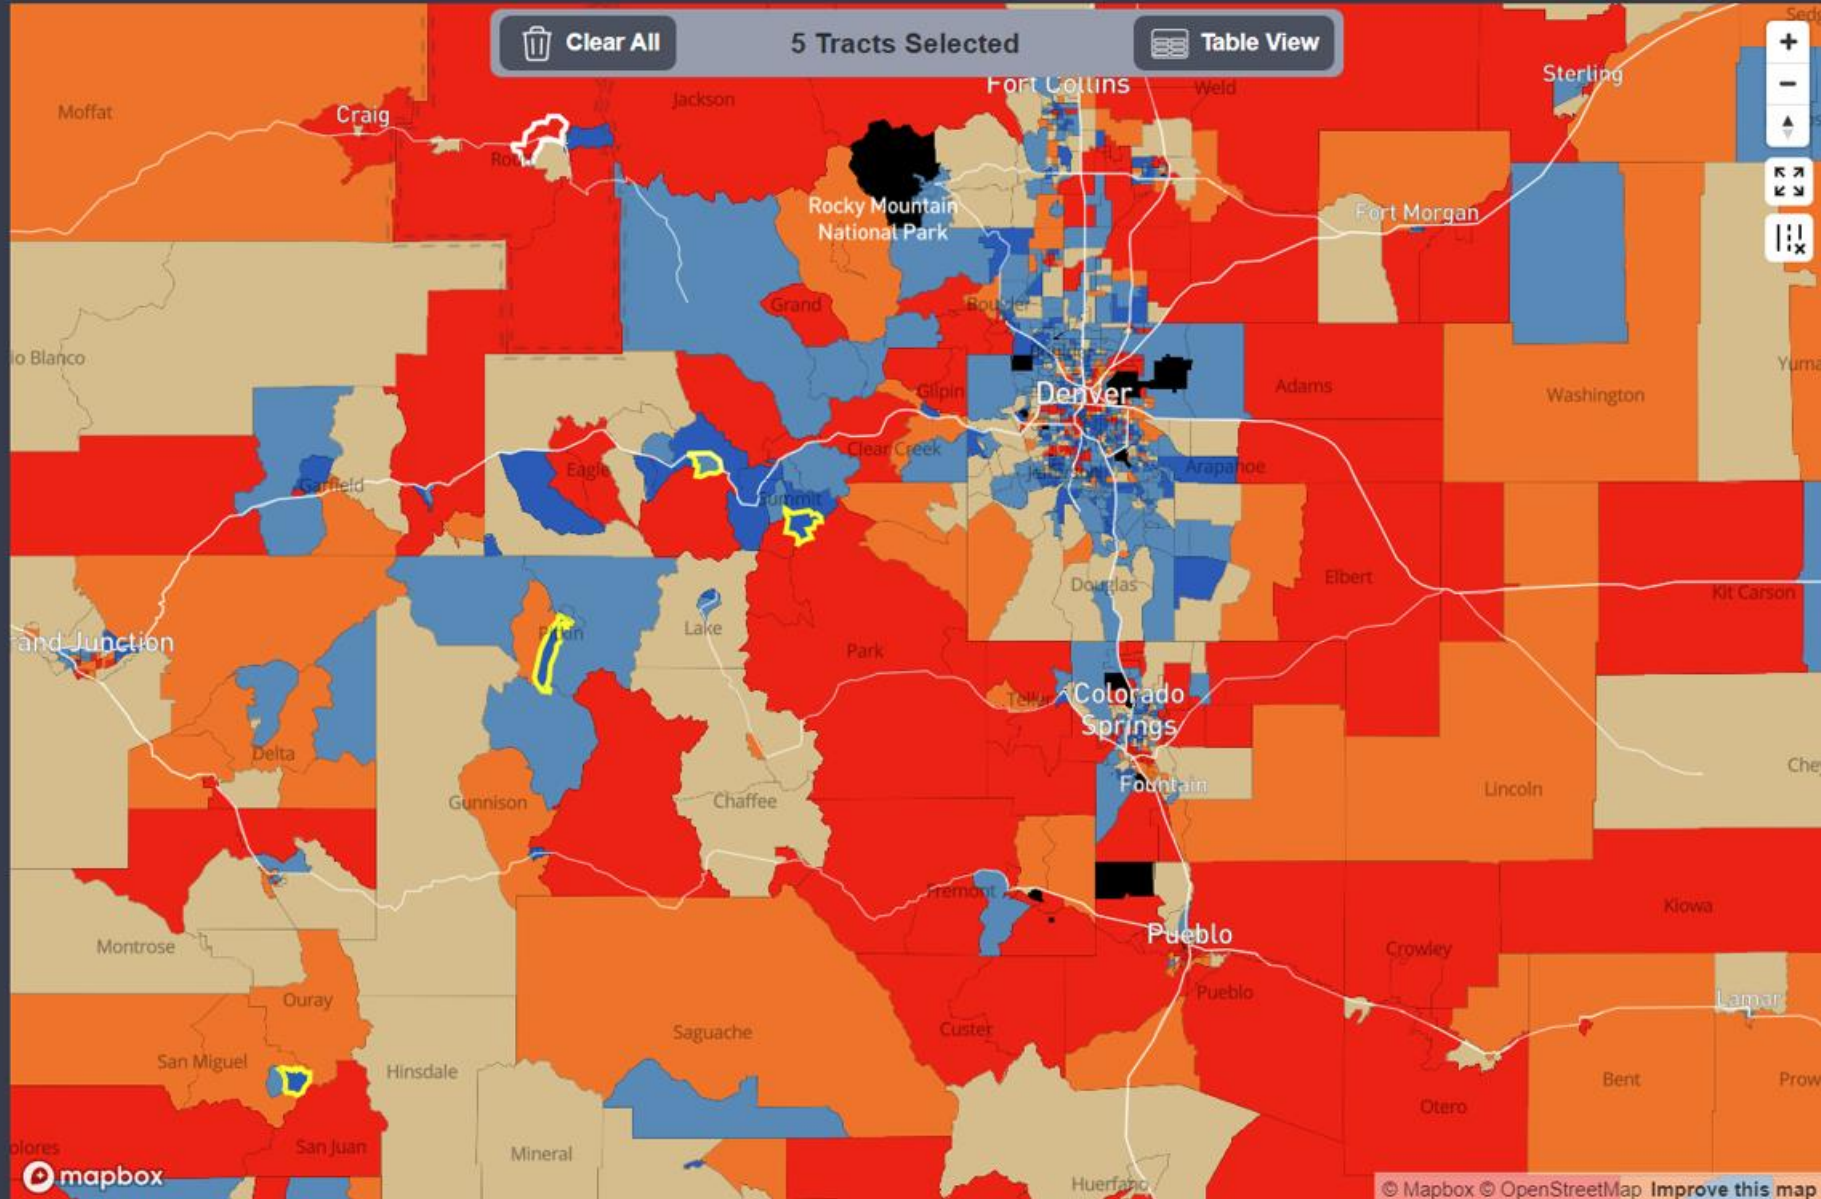 Clear All
5 Tracts Selected
Table View
Fort Collins
Weld
Sterling
Moffat
Craig
Jackson
Rocky Mountain
National Park
Fort Morgan
Grand
Boulder
Gilpin
Denver
Adams
Washington
Clear Creek
Arapahoe
Garfield
Eagle
Summit
Douglas
Elbert
Kit Carson
Pitkin
Lake
Park
Colorado
Springs
Teller
Delta
Gunnison
Chaffee
Fountain
Lincoln
Fremont
Kiowa
Montrose
Pueblo
Crowley
Pueblo
Ouray
Saguache
Custer
Lamar
San Miguel
Hinsdale
Bent
Otero
San Juan
Mineral
Huerfano
mapbox
© Mapbox © OpenStreetMap Improve this map